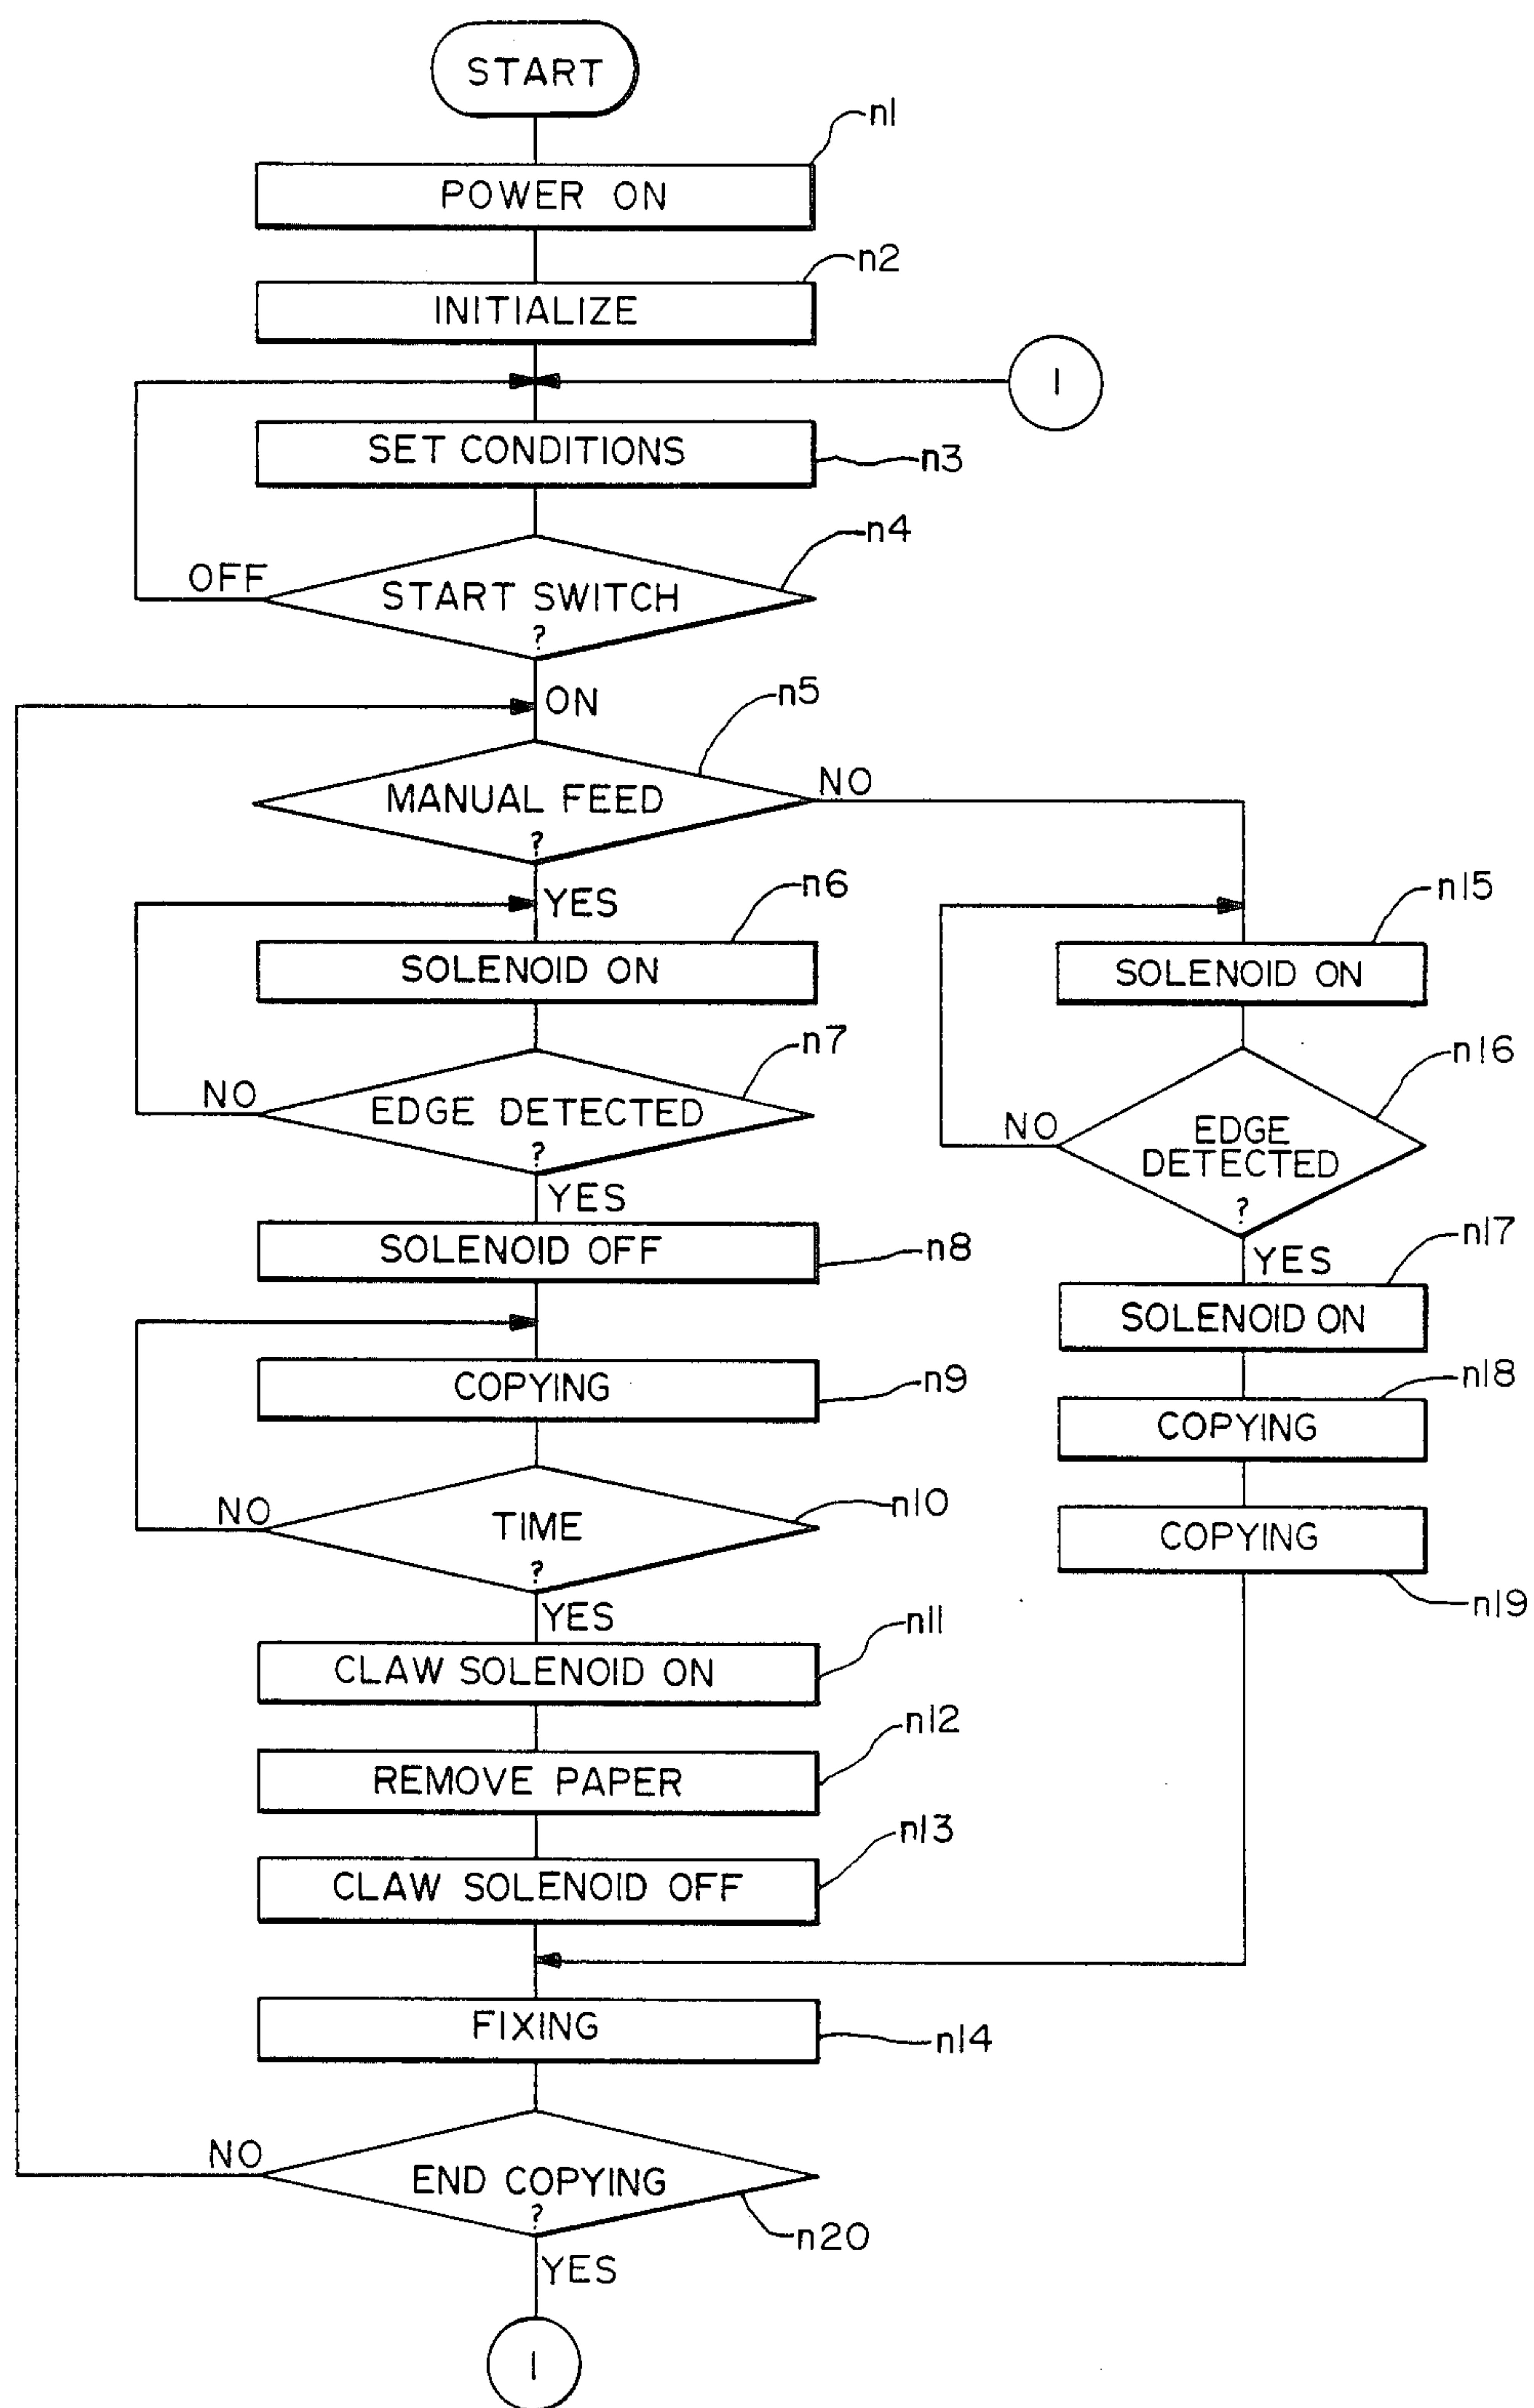 START
n1
POWER ON
n2
INITIALIZE
1
SET CONDITIONS
n3
n4
OFF
START SWITCH
?
ON
n5
MANUAL FEED
?
NO
YES
n6
SOLENOID ON
n7
NO
EDGE DETECTED
?
YES
SOLENOID OFF
n8
COPYING
n9
NO
TIME
?
n10
YES
n11
CLAW SOLENOID ON
n12
REMOVE PAPER
n13
CLAW SOLENOID OFF
n15
SOLENOID ON
n16
NO
EDGE
DETECTED
?
n17
YES
SOLENOID ON
n18
COPYING
COPYING
n19
FIXING
n14
NO
END COPYING
?
n20
YES
1